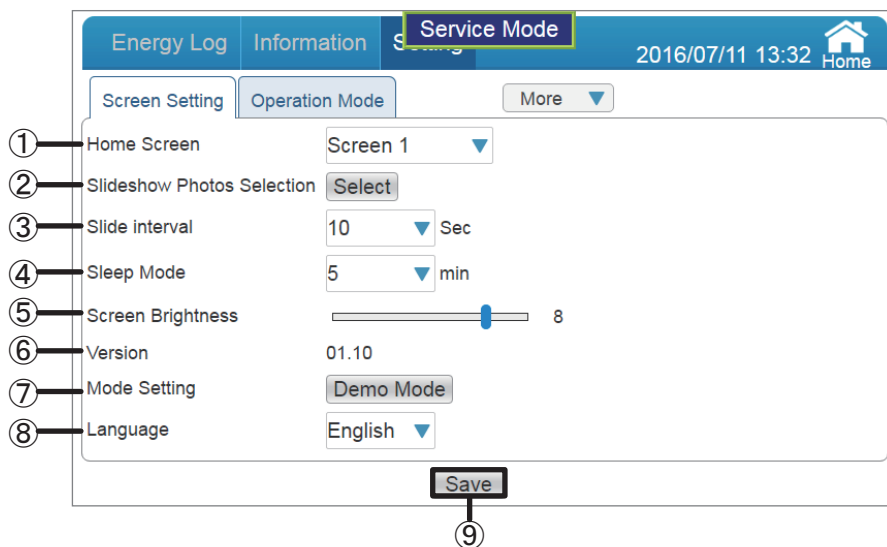 Energy Log Information Service Mode 2016/07/11 13:32 Home
Screen Setting Operation Mode More
① Home Screen Screen 1
② Slideshow Photos Selection Select
③ Slide interval 10 Sec
④ Sleep Mode 5 min
⑤ Screen Brightness 8
⑥ Version 01.10
⑦ Mode Setting Demo Mode
⑧ Language English
Save
⑨